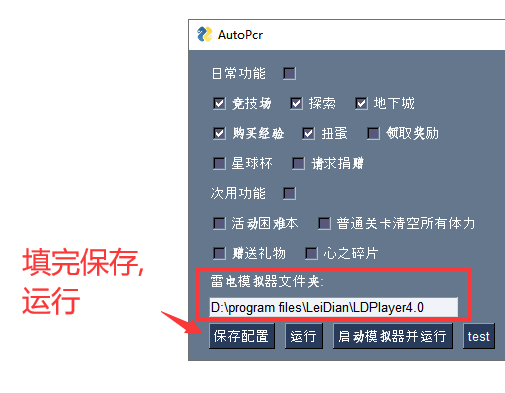 AutoPcr
日常功能
竞技场 探索 地下城
购买经验 扭蛋 领取奖励
星球杯 请求捐赠
次用功能
活动困难本 普通关卡清空所有体力
赠送礼物 心之碎片
雷电模拟器文件夹:
D:\program files\LeiDian\LDPlayer4.0
保存配置 运行 启动模拟器并运行 test
填完保存,
运行